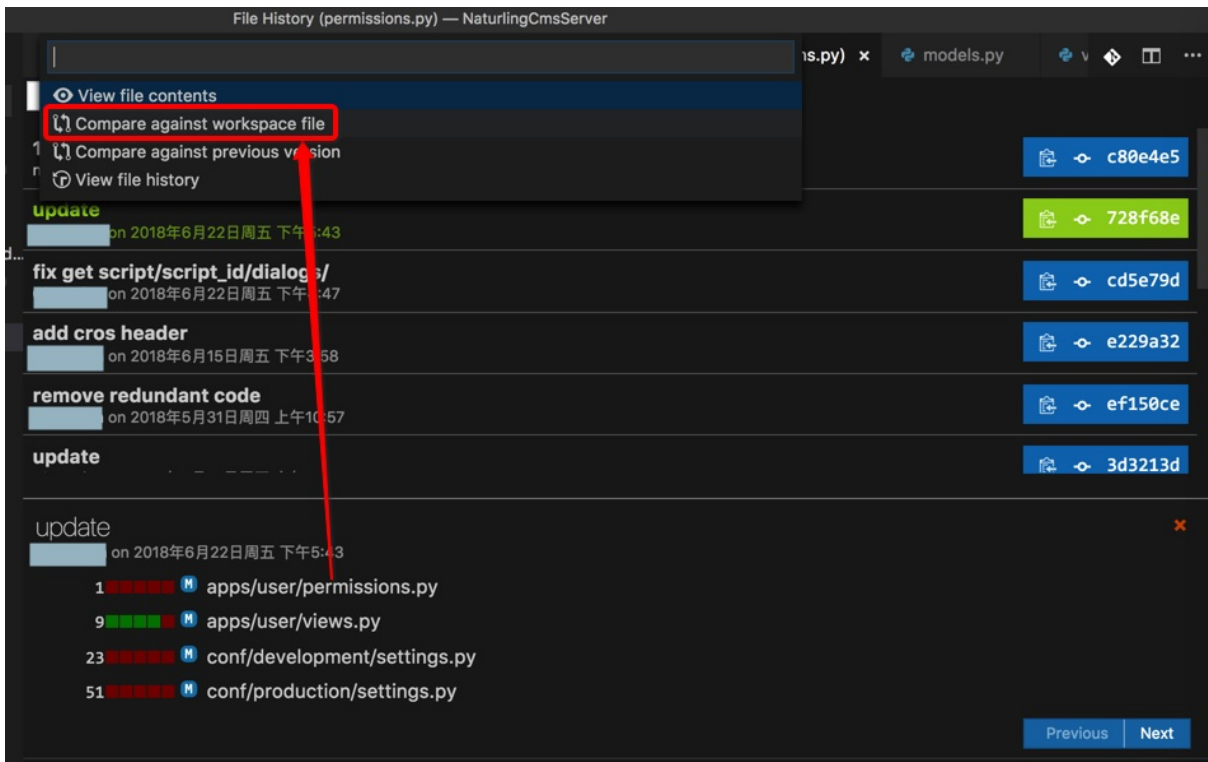 File History (permissions.py) — NaturlingCmsServer
ns.py) × models.py
View file contents
Compare against workspace file
Compare against previous version
View file history
c80e4e5
update
on 2018年6月22日周五 下午5:43
728f68e
fix get script/script_id/dialogs/
on 2018年6月22日周五 下午 :47
cd5e79d
add cros header
on 2018年6月15日周五 下午3:58
e229a32
remove redundant code
on 2018年5月31日周四 上午10:57
ef150ce
update
3d3213d
update
on 2018年6月22日周五 下午5:43
1 M apps/user/permissions.py
9 M apps/user/views.py
23 M conf/development/settings.py
51 M conf/production/settings.py
Previous Next